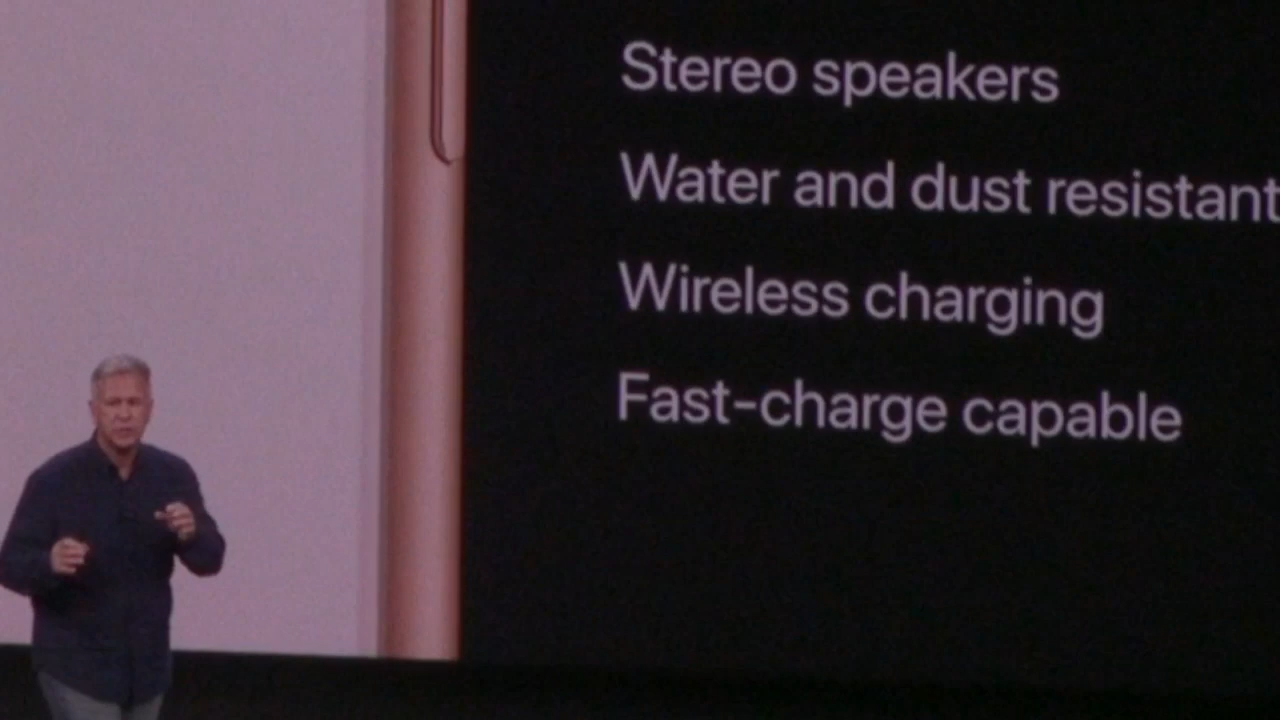 Stereo speakers
Water and dust resistant
Wireless charging
Fast-charge capable